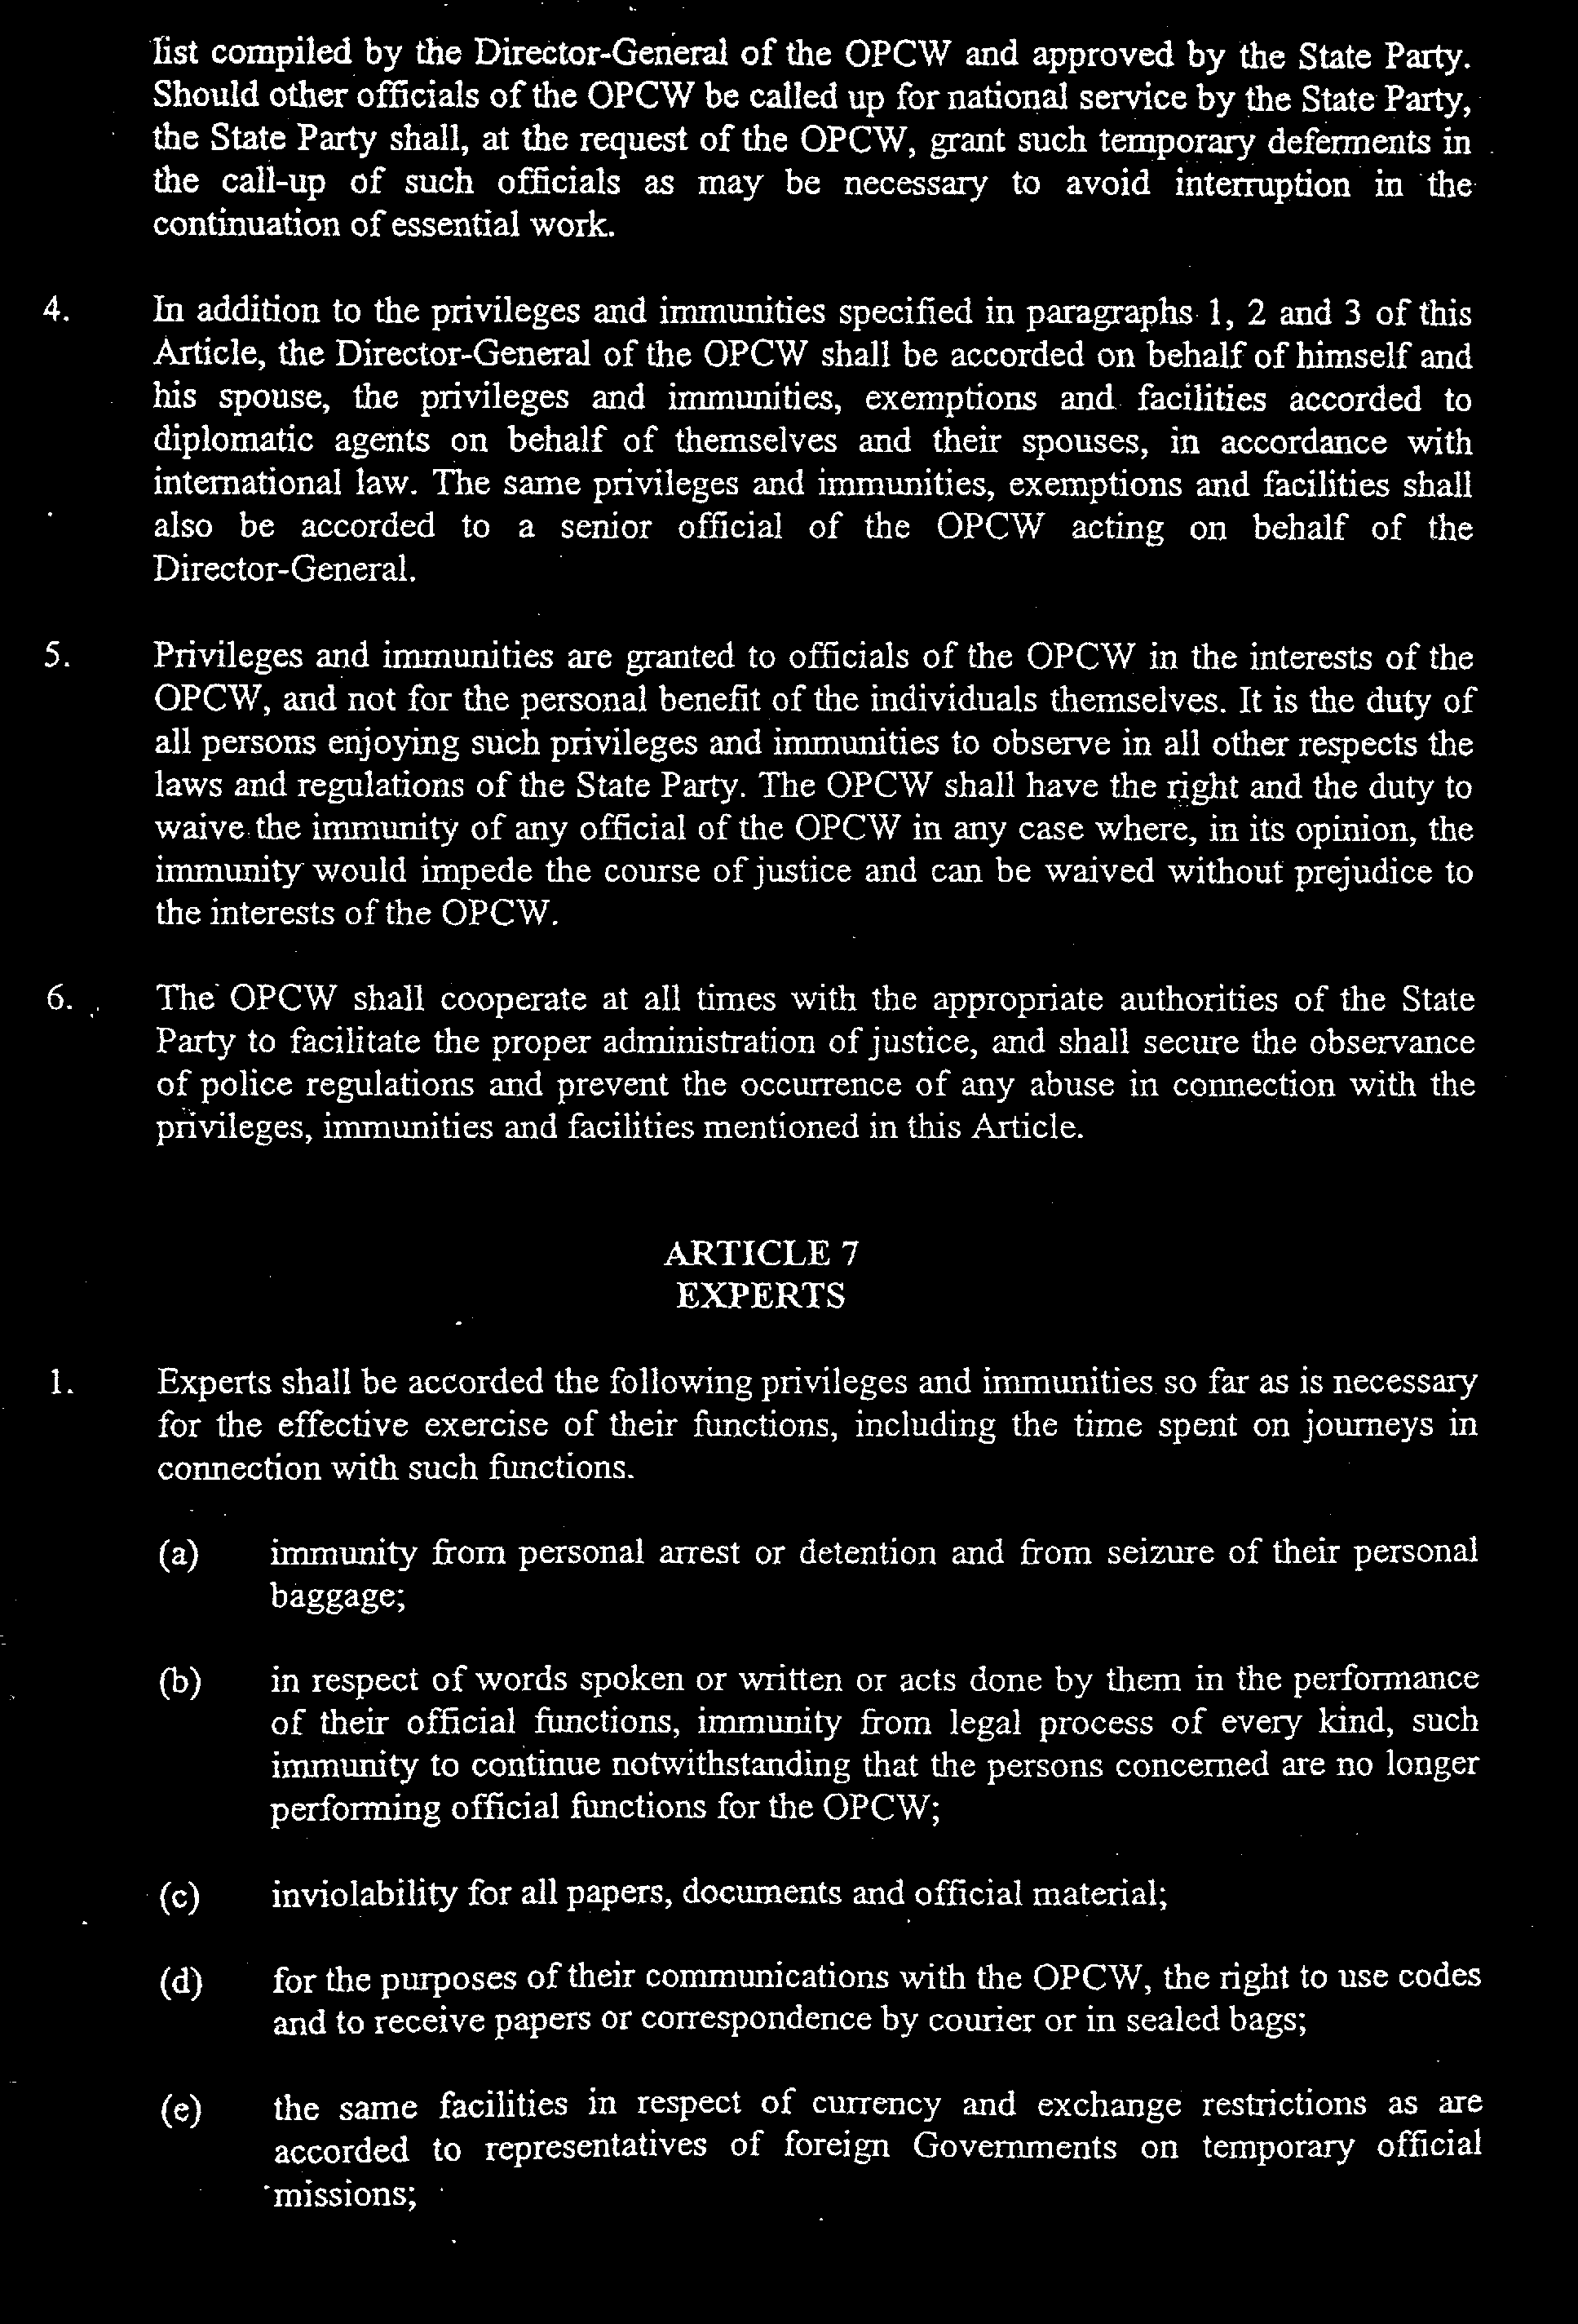 list compiled by the Director-General of the OPCW and approved by the State Party.
Should other officials of the OPCW be called up for national service by the State Party,
the State Party shall, at the request of the OPCW, grant such temporary deferments in
the call-up of such officials as may be necessary to avoid interruption in the
continuation of essential work.
4. In addition to the privileges and immunities specified in paragraphs 1, 2 and 3 of this
Article, the Director-General of the OPCW shall be accorded on behalf of himself and
his spouse, the privileges and immunities, exemptions and facilities accorded to
diplomatic agents on behalf of themselves and their spouses, in accordance with
international law. The same privileges and immunities, exemptions and facilities shall
also be accorded to a senior official of the OPCW acting on behalf of the
Director-General.
5. Privileges and immunities are granted to officials of the OPCW in the interests of the
OPCW, and not for the personal benefit of the individuals themselves. It is the duty of
all persons enjoying such privileges and immunities to observe in all other respects the
laws and regulations of the State Party. The OPCW shall have the right and the duty to
waive the immunity of any official of the OPCW in any case where, in its opinion, the
immunity would impede the course of justice and can be waived without prejudice to
the interests of the OPCW.
6. The OPCW shall cooperate at all times with the appropriate authorities of the State
Party to facilitate the proper administration of justice, and shall secure the observance
of police regulations and prevent the occurrence of any abuse in connection with the
privileges, immunities and facilities mentioned in this Article.
ARTICLE 7
EXPERTS
1. Experts shall be accorded the following privileges and immunities so far as is necessary
for the effective exercise of their functions, including the time spent on journeys in
connection with such functions.
(a) immunity from personal arrest or detention and from seizure of their personal
baggage;
(b) in respect of words spoken or written or acts done by them in the performance
of their official functions, immunity from legal process of every kind, such
immunity to continue notwithstanding that the persons concerned are no longer
performing official functions for the OPCW;
(c) inviolability for all papers, documents and official material;
(d) for the purposes of their communications with the OPCW, the right to use codes
and to receive papers or correspondence by courier or in sealed bags;
(e) the same facilities in respect of currency and exchange restrictions as are
accorded to representatives of foreign Governments on temporary official
missions;